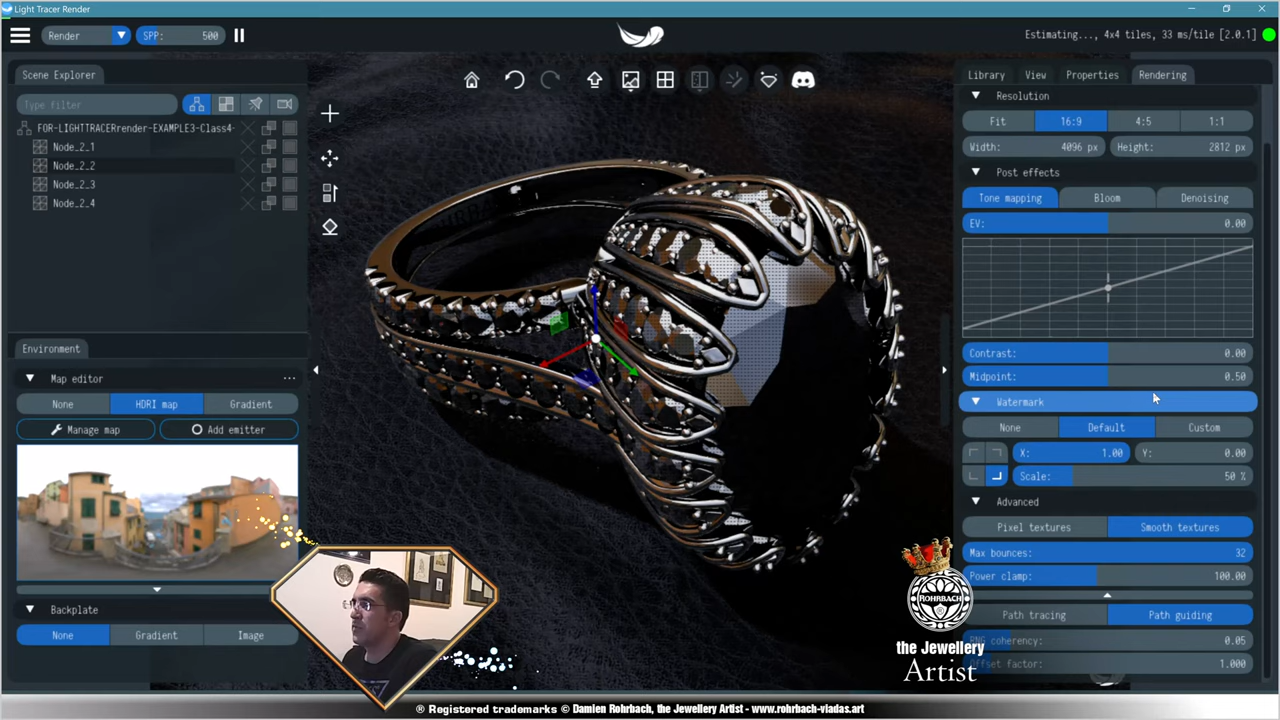 Light Tracer Render
Render
SPP: 500
Estimating..., 4x4 tiles, 33 ms/tile [2.0.1]
Scene Explorer
Type filter
FOR-LIGHTTRACERrender-EXAMPLE3-Class4-
Node_2_1
Node_2_2
Node_2_3
Node_2_4
Environment
Map editor
None HDRI map Gradient
Manage map Add emitter
Backplate
None Gradient Image
Library View Properties Rendering
Resolution
Fit 16:9 4:5 1:1
Width: 4096 px Height: 2812 px
Post effects
Tone mapping Bloom Denoising
EV: 0.00
Contrast: 0.00
Midpoint: 0.50
Watermark
None Default Custom
X: 1.00 Y: 0.00
Scale: 50 %
Advanced
Pixel textures Smooth textures
Max bounces: 32
Power clamp: 100.00
Path tracing Path guiding
RNG coherency: 0.05
Offset factor: 1.000
ROHRBACH
the Jewellery
Artist
® Registered trademarks © Damien Rohrbach, the Jewellery Artist - www.rohrbach-vladas.art